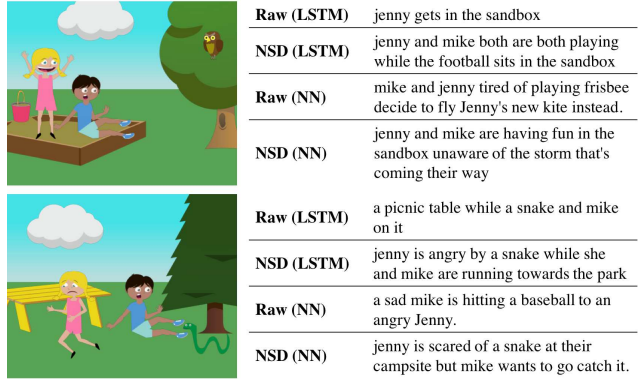 Raw (LSTM) jenny gets in the sandbox
NSD (LSTM) jenny and mike both are both playing
while the football sits in the sandbox
Raw (NN) mike and jenny tired of playing frisbee
decide to fly Jenny's new kite instead.
NSD (NN) jenny and mike are having fun in the
sandbox unaware of the storm that's
coming their way
Raw (LSTM) a picnic table while a snake and mike
on it
NSD (LSTM) jenny is angry by a snake while she
and mike are running towards the park
Raw (NN) a sad mike is hitting a baseball to an
angry Jenny.
NSD (NN) jenny is scared of a snake at their
campsite but mike wants to go catch it.